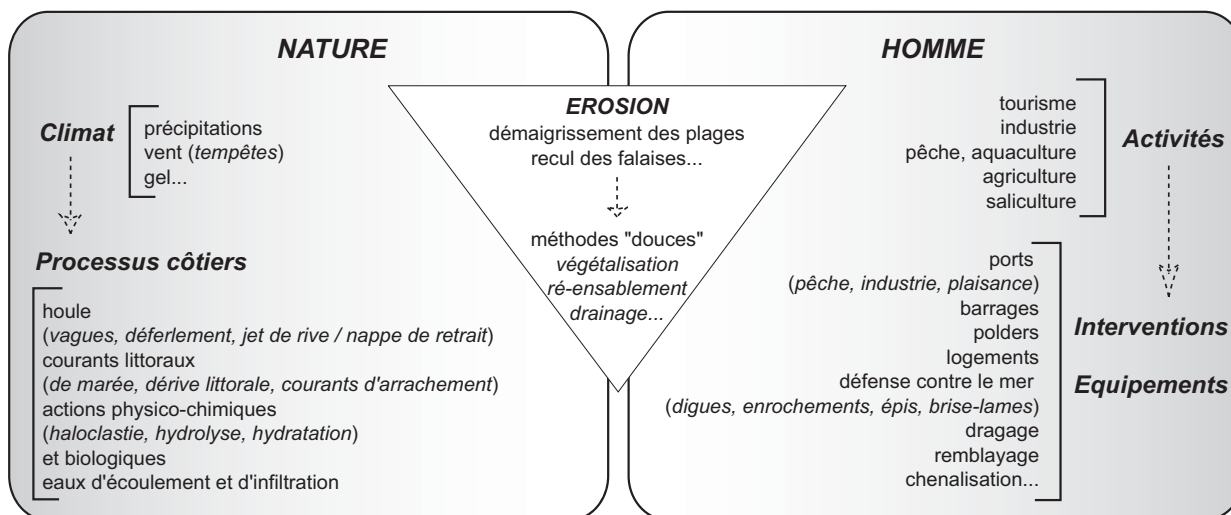 NATURE
Climat
précipitations
vent (tempêtes)
gel...
Processus côtiers
houle
(vagues, déferlement, jet de rive / nappe de retrait)
courants littoraux
(de marée, dérive littorale, courants d'arrachement)
actions physico-chimiques
(haloclastie, hydrolyse, hydratation)
et biologiques
eaux d'écoulement et d'infiltration
EROSION
démaigrissement des plages
recul des falaises...
méthodes "douces"
végétalisation
ré-ensablement
drainage...
HOMME
tourisme
industrie
pêche, aquaculture
agriculture
saliculture
Activités
ports
(pêche, industrie, plaisance)
barrages
polders
logements
défense contre le mer
(digues, enrochements, épis, brise-lames)
dragage
remblayage
chenalisation...
Interventions
Equipements